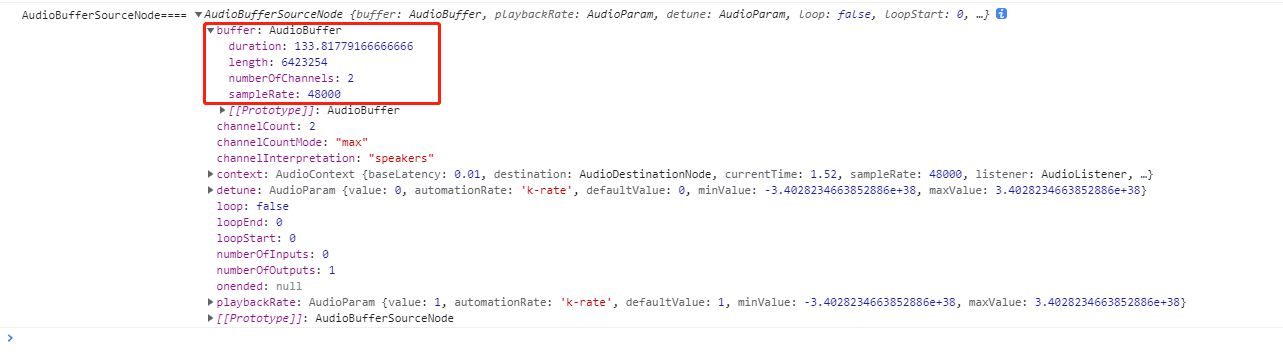 AudioBufferSourceNode==== ▼AudioBufferSourceNode {buffer: AudioBuffer, playbackRate: AudioParam, detune: AudioParam, loop: false, loopStart: 0, …} i
▼buffer: AudioBuffer
duration: 133.81779166666666
length: 6423254
numberOfChannels: 2
sampleRate: 48000
▶[[Prototype]]: AudioBuffer
channelCount: 2
channelCountMode: "max"
channelInterpretation: "speakers"
▶context: AudioContext {baseLatency: 0.01, destination: AudioDestinationNode, currentTime: 1.52, sampleRate: 48000, listener: AudioListener, …}
▶detune: AudioParam {value: 0, automationRate: 'k-rate', defaultValue: 0, minValue: -3.4028234663852886e+38, maxValue: 3.4028234663852886e+38}
loop: false
loopEnd: 0
loopStart: 0
numberOfInputs: 0
numberOfOutputs: 1
onended: null
▶playbackRate: AudioParam {value: 1, automationRate: 'k-rate', defaultValue: 1, minValue: -3.4028234663852886e+38, maxValue: 3.4028234663852886e+38}
▶[[Prototype]]: AudioBufferSourceNode